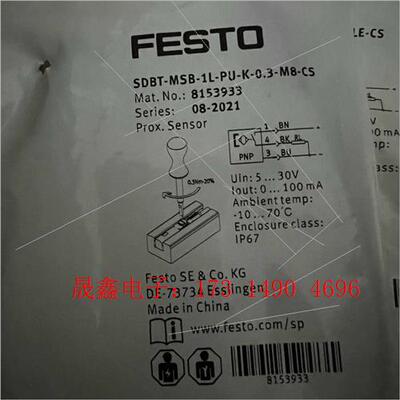 FESTO
SDBT-MSB-1L-PU-K-0.3-M8-CS
LE-CS
Mat. No.: 8153933
Series: 08-2021
Prox. Sensor
1 BN
4 BK RL
3 BU
PNP
0,3Nm-20%
Uin: 5...30V
Iout: 0...100 mA
Ambient temp.:
-10...70°C
Enclosure class:
IP67
Festo SE & Co. KG
DE-73734 Esslingen
晟鑫电子 4490 4696
Made in China
www.festo.com/sp
8153933